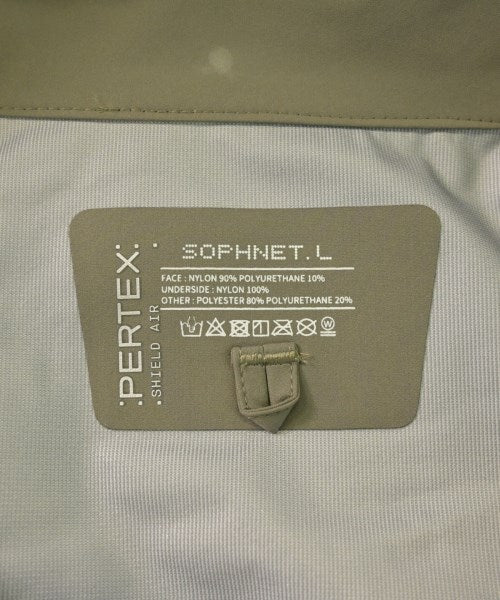 SOPHNET. L
FACE : NYLON 90% POLYURETHANE 10%
UNDERSIDE : NYLON 100%
OTHER : POLYESTER 80% POLYURETHANE 20%
PERTEX
SHIELD AIR